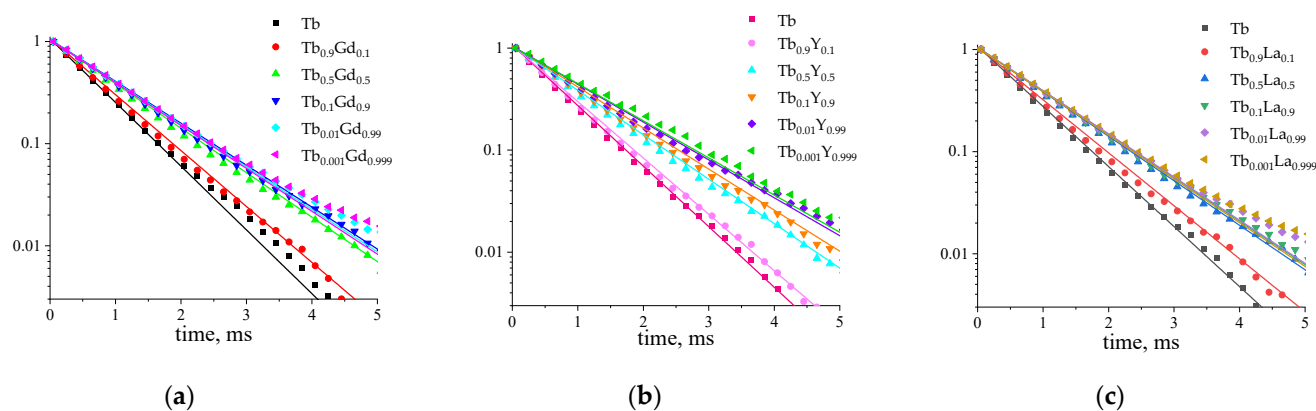 Tb
Tb0.9Gd0.1
Tb0.5Gd0.5
Tb0.1Gd0.9
Tb0.01Gd0.99
Tb0.001Gd0.999
1
0.1
0.01
0 1 2 3 4 5
time, ms
(a)
Tb
Tb0.9Y0.1
Tb0.5Y0.5
Tb0.1Y0.9
Tb0.01Y0.99
Tb0.001Y0.999
1
0.1
0.01
0 1 2 3 4 5
time, ms
(b)
Tb
Tb0.9La0.1
Tb0.5La0.5
Tb0.1La0.9
Tb0.01La0.99
Tb0.001La0.999
1
0.1
0.01
0 1 2 3 4 5
time, ms
(c)